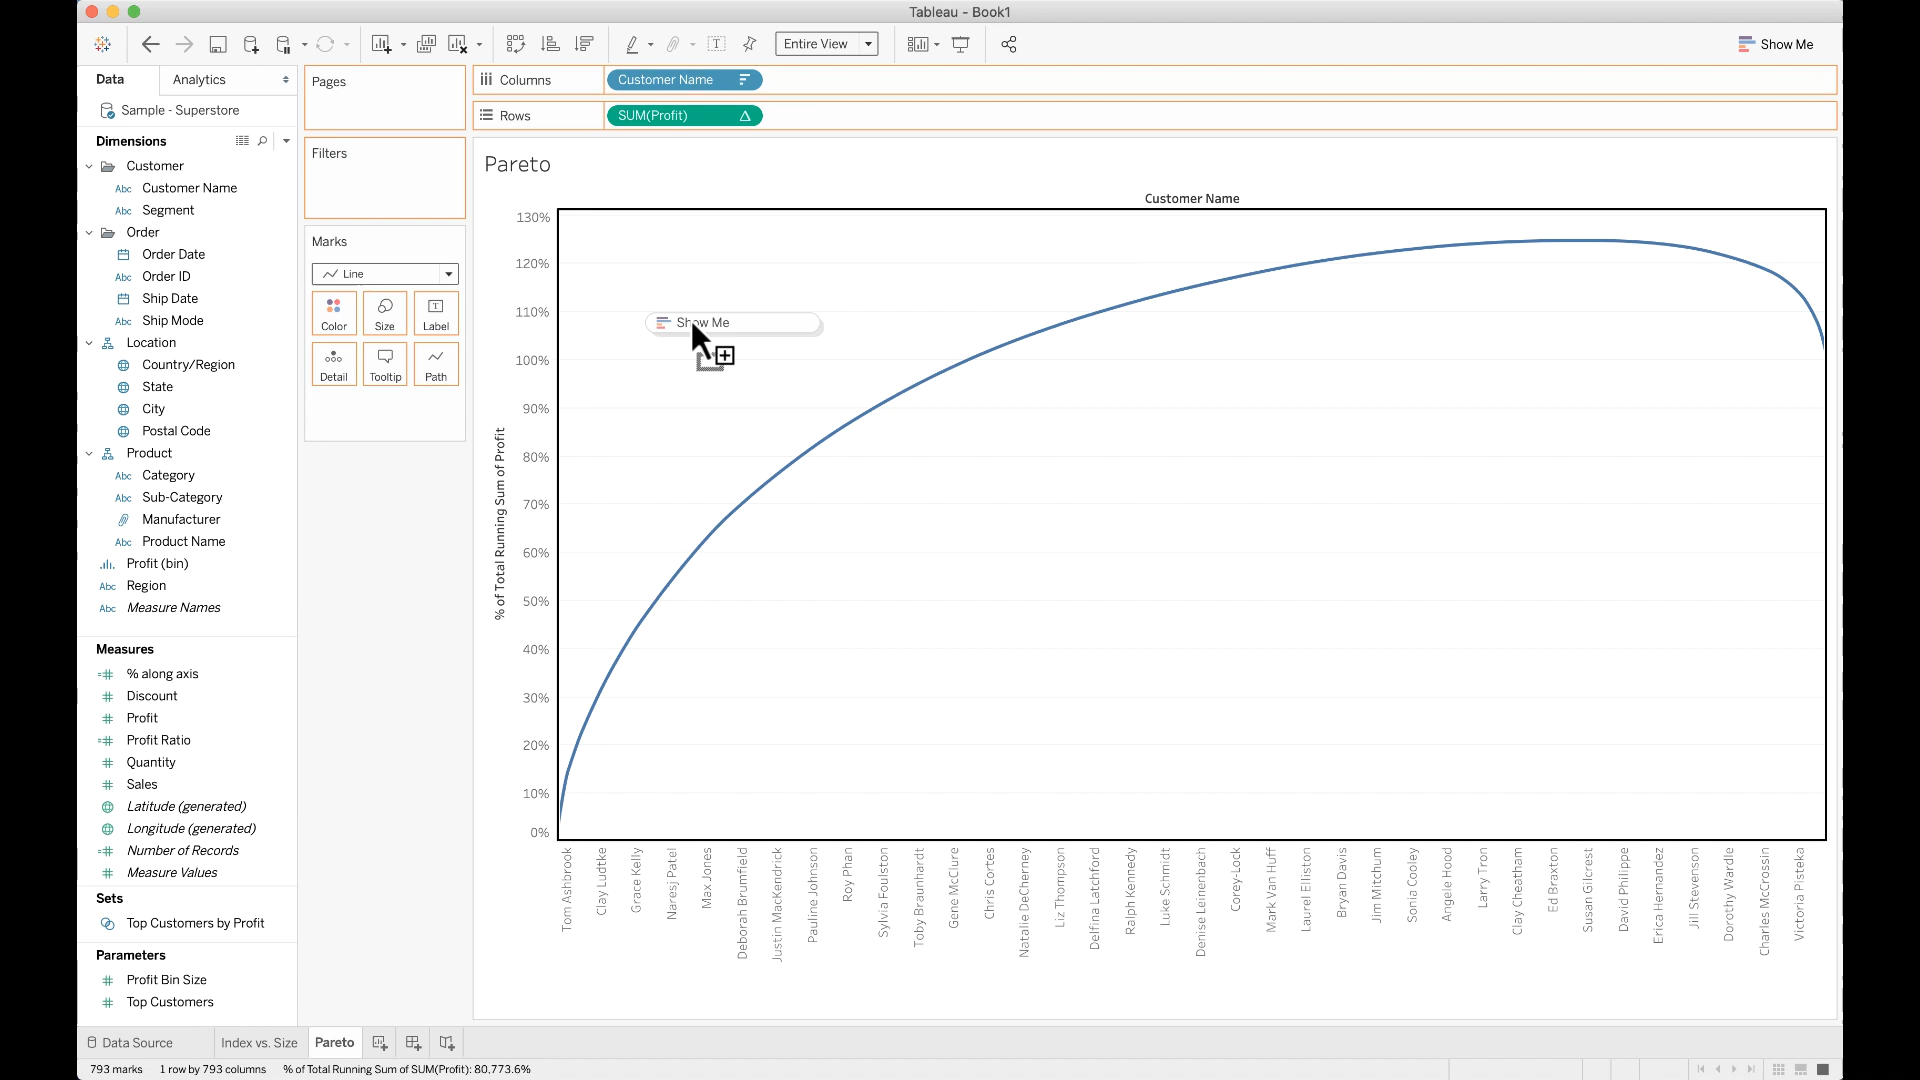 Tableau - Book1
Entire View
Show Me
Data
Analytics
Sample - Superstore
Dimensions
Customer
Abc Customer Name
Abc Segment
Order
Order Date
Abc Order ID
Ship Date
Abc Ship Mode
Location
Country/Region
State
City
Postal Code
Product
Abc Category
Abc Sub-Category
Manufacturer
Abc Product Name
Profit (bin)
Abc Region
Abc Measure Names
Measures
% along axis
Discount
Profit
Profit Ratio
Quantity
Sales
Latitude (generated)
Longitude (generated)
Number of Records
Measure Values
Sets
Top Customers by Profit
Parameters
Profit Bin Size
Top Customers
Pages
Filters
Marks
Line
Color Size Label
Detail Tooltip Path
Columns Customer Name
Rows SUM(Profit)
Pareto
Customer Name
130%
120%
110%
100%
90%
80%
70%
60%
50%
40%
30%
20%
10%
0%
% of Total Running Sum of Profit
Show Me
Tom Ashbrook
Clay Ludtke
Grace Kelly
Naresj Patel
Max Jones
Deborah Brumfield
Justin MacKendrick
Pauline Johnson
Roy Phan
Sylvia Foulston
Toby Braunhardt
Gene McClure
Chris Cortes
Natalie DeCherney
Liz Thompson
Delfina Latchford
Ralph Kennedy
Luke Schmidt
Denise Leinenbach
Corey-Lock
Mark Van Huff
Laurel Elliston
Bryan Davis
Jim Mitchum
Sonia Cooley
Angele Hood
Larry Tron
Clay Cheatham
Ed Braxton
Susan Gilcrest
David Philippe
Erica Hernandez
Jill Stevenson
Dorothy Wardle
Charles McCrossin
Victoria Pisteka
Data Source
Index vs. Size
Pareto
793 marks 1 row by 793 columns % of Total Running Sum of SUM(Profit): 80,773.6%